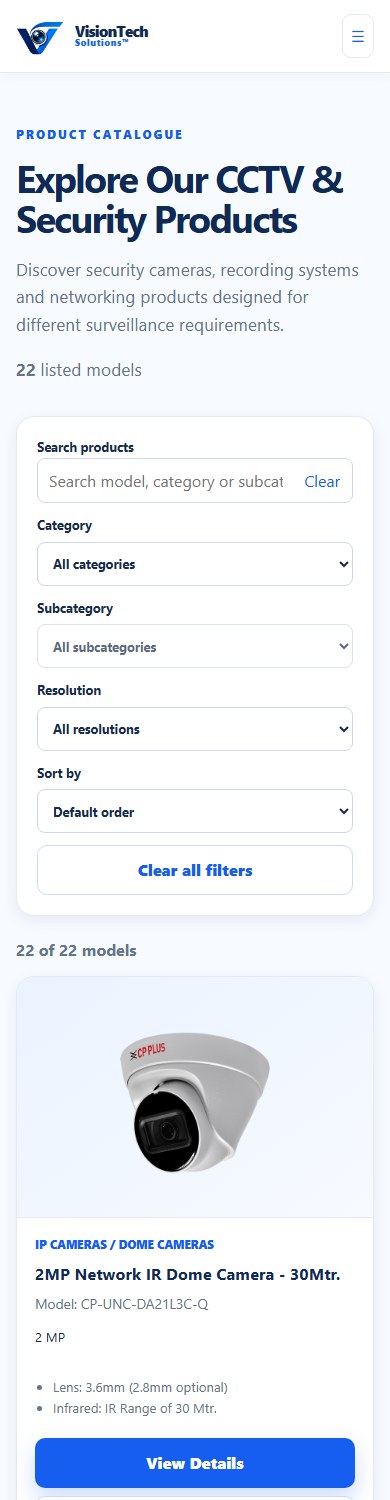 VisionTech
Solutions™
☰
PRODUCT CATALOGUE
Explore Our CCTV &
Security Products
Discover security cameras, recording systems
and networking products designed for
different surveillance requirements.
22 listed models
Search products
Search model, category or subcat
Clear
Category
All categories
Subcategory
All subcategories
Resolution
All resolutions
Sort by
Default order
Clear all filters
22 of 22 models
CP PLUS
IP CAMERAS / DOME CAMERAS
2MP Network IR Dome Camera - 30Mtr.
Model: CP-UNC-DA21L3C-Q
2 MP
• Lens: 3.6mm (2.8mm optional)
• Infrared: IR Range of 30 Mtr.
View Details